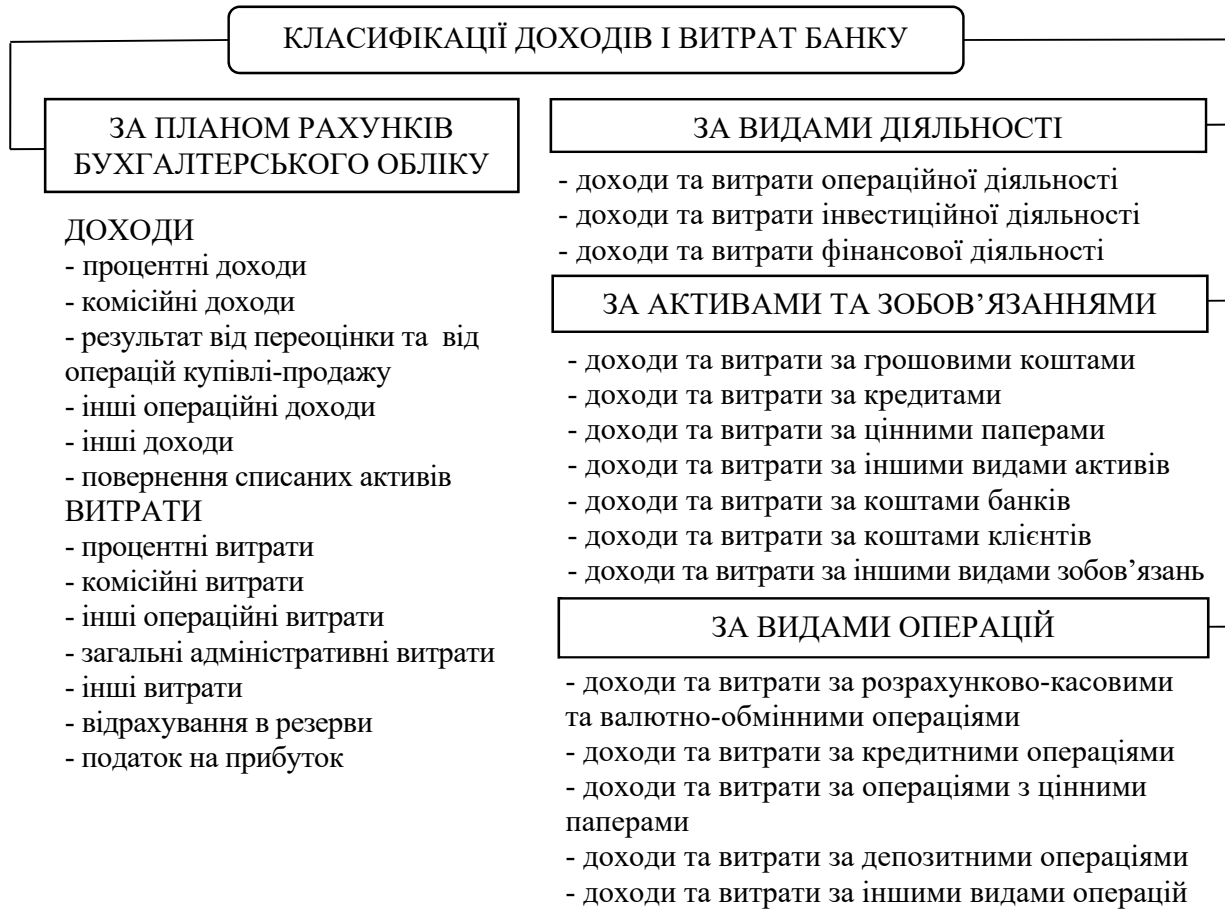 КЛАСИФІКАЦІЇ ДОХОДІВ І ВИТРАТ БАНКУ
ЗА ПЛАНОМ РАХУНКІВ
БУХГАЛТЕРСЬКОГО ОБЛІКУ
ДОХОДИ
- процентні доходи
- комісійні доходи
- результат від переоцінки та від
операцій купівлі-продажу
- інші операційні доходи
- інші доходи
- повернення списаних активів
ВИТРАТИ
- процентні витрати
- комісійні витрати
- інші операційні витрати
- загальні адміністративні витрати
- інші витрати
- відрахування в резерви
- податок на прибуток
ЗА ВИДАМИ ДІЯЛЬНОСТІ
- доходи та витрати операційної діяльності
- доходи та витрати інвестиційної діяльності
- доходи та витрати фінансової діяльності
ЗА АКТИВАМИ ТА ЗОБОВ’ЯЗАННЯМИ
- доходи та витрати за грошовими коштами
- доходи та витрати за кредитами
- доходи та витрати за цінними паперами
- доходи та витрати за іншими видами активів
- доходи та витрати за коштами банків
- доходи та витрати за коштами клієнтів
- доходи та витрати за іншими видами зобов’язань
ЗА ВИДАМИ ОПЕРАЦІЙ
- доходи та витрати за розрахунково-касовими
та валютно-обмінними операціями
- доходи та витрати за кредитними операціями
- доходи та витрати за операціями з цінними
паперами
- доходи та витрати за депозитними операціями
- доходи та витрати за іншими видами операцій